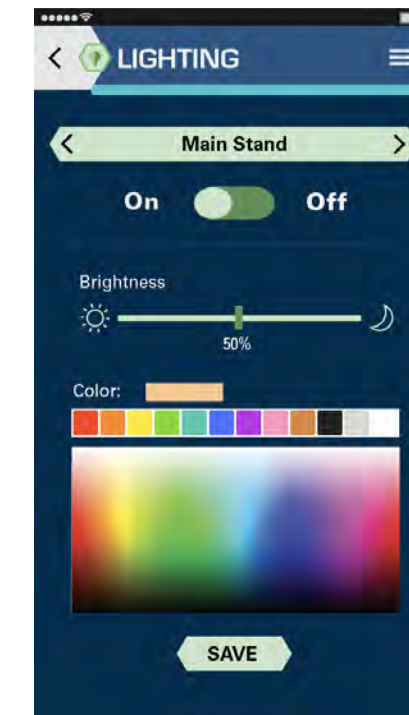 LIGHTING
Main Stand
On Off
Brightness
50%
Color:
SAVE